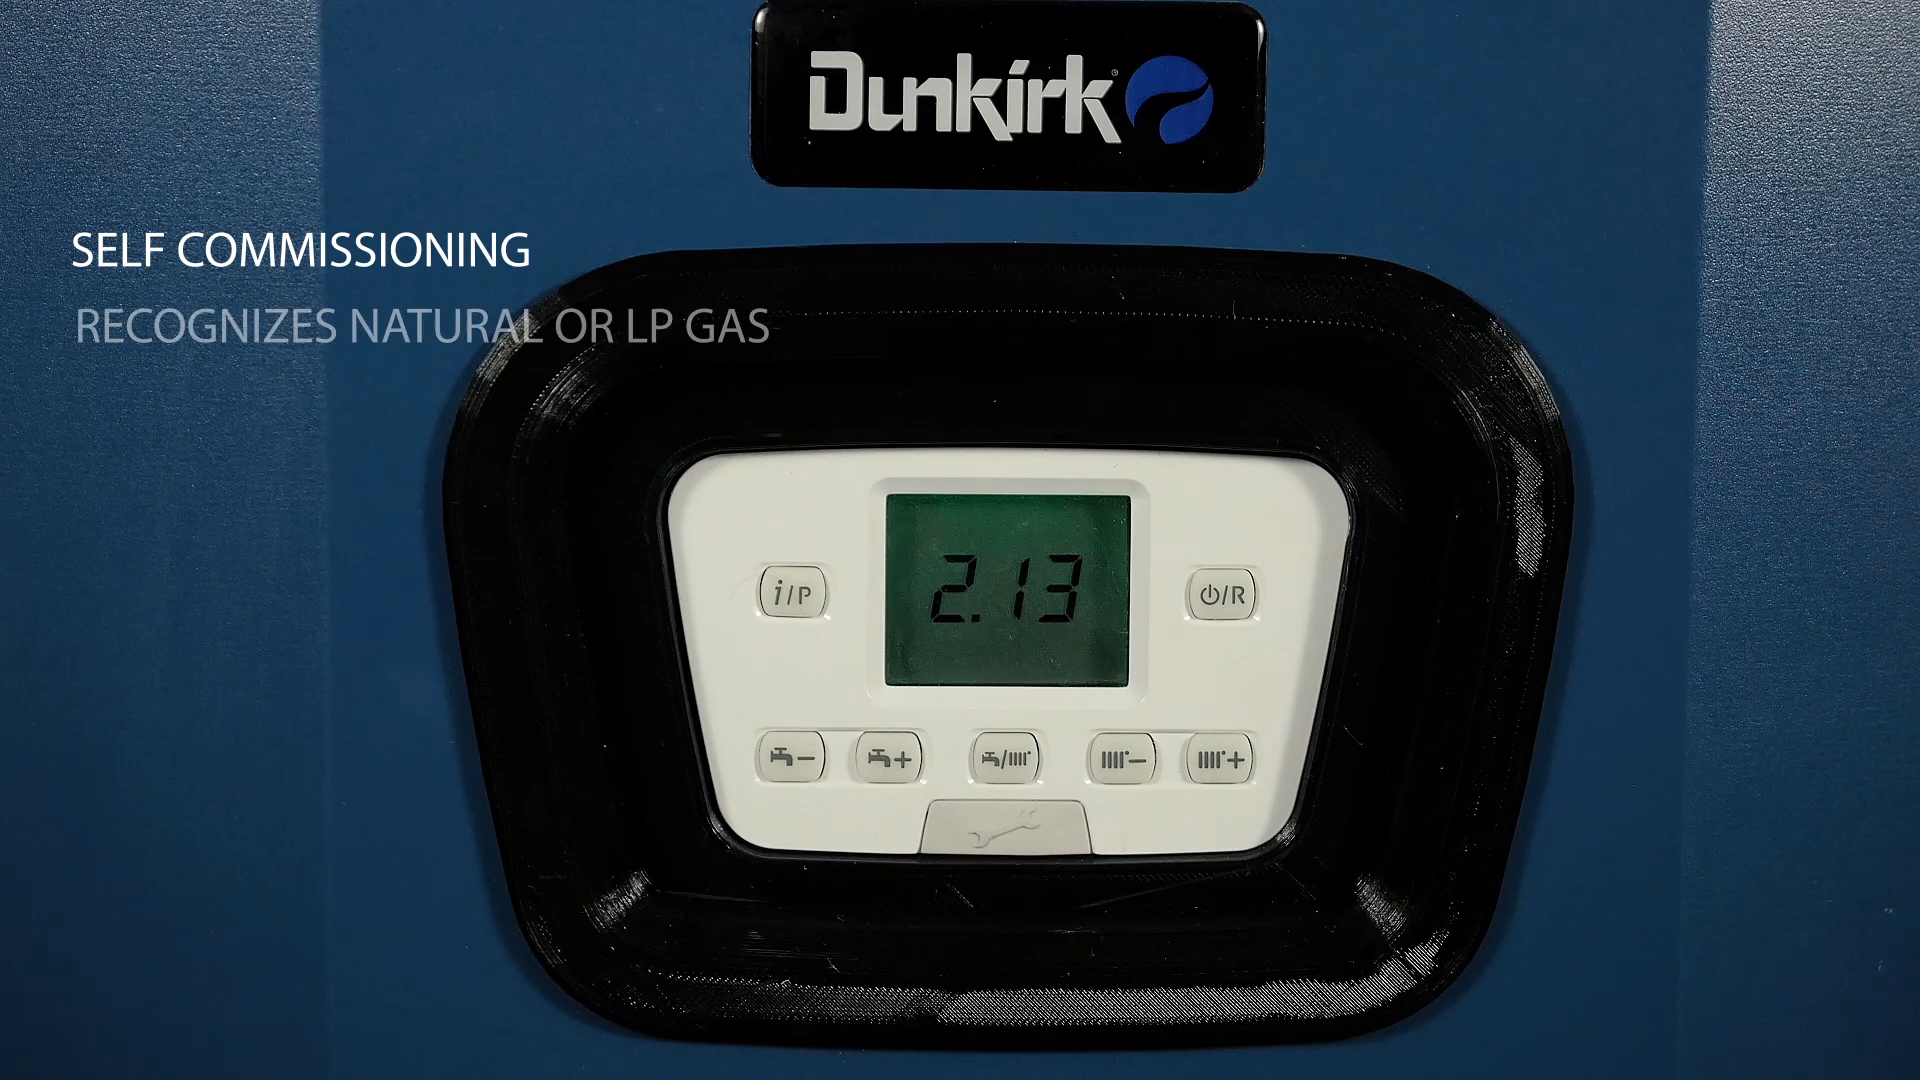 Dunkirk®
SELF COMMISSIONING
RECOGNIZES NATURAL OR LP GAS
2.13
i/P
⏻/R
−
+
/
−
+